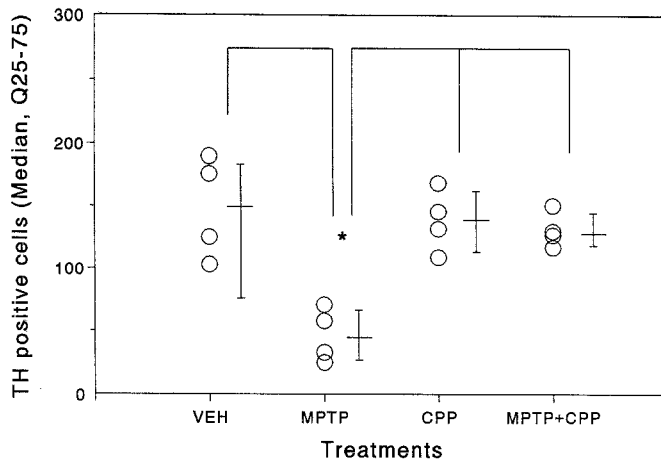 TH positive cells (Median, Q25-75)
300
200
100
0
*
VEH MPTP CPP MPTP+CPP
Treatments